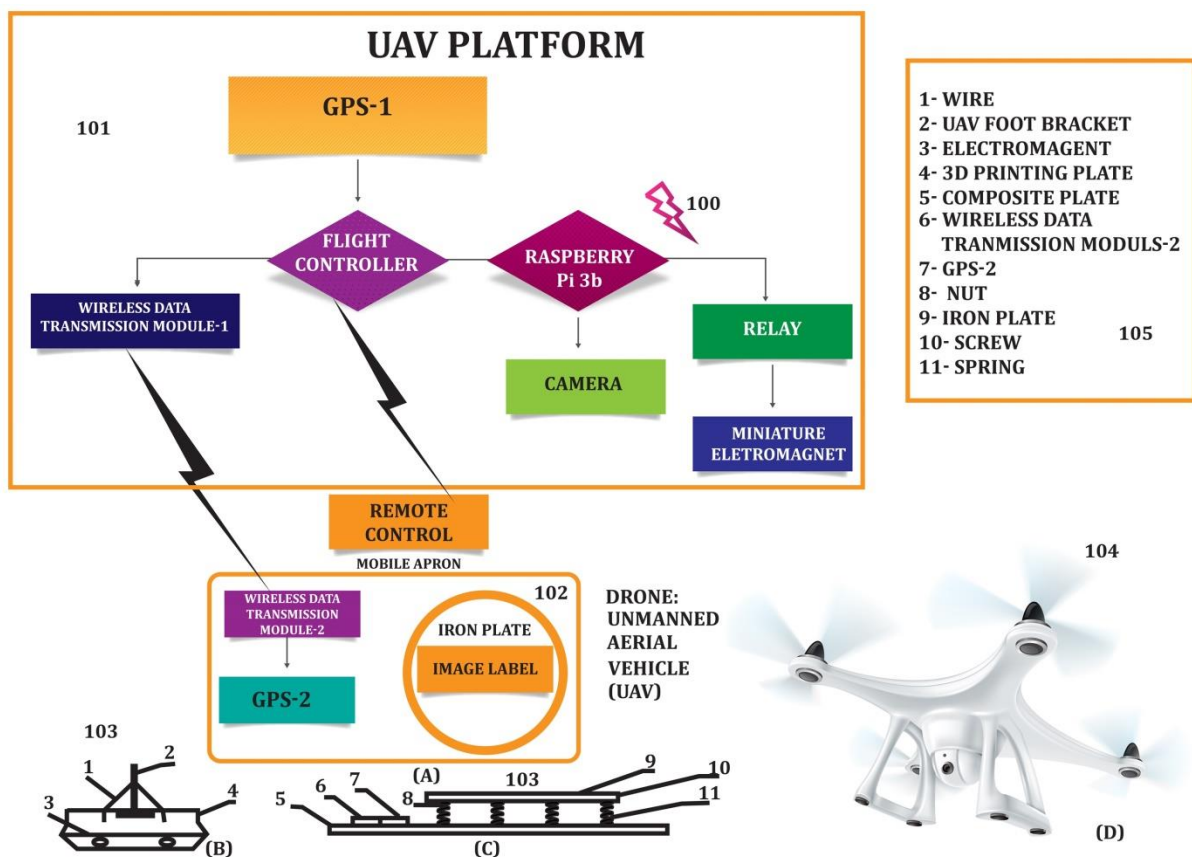 UAV PLATFORM
GPS-1
101
100
FLIGHT
CONTROLLER
RASPBERRY
Pi 3b
WIRELESS DATA
TRANSMISSION MODULE-1
RELAY
CAMERA
MINIATURE
ELETROMAGNET
1- WIRE
2- UAV FOOT BRACKET
3- ELECTROMAGENT
4- 3D PRINTING PLATE
5- COMPOSITE PLATE
6- WIRELESS DATA
TRANMISSION MODULS-2
7- GPS-2
8- NUT
9- IRON PLATE
10- SCREW
11- SPRING
105
REMOTE
CONTROL
MOBILE APRON
WIRELESS DATA
TRANSMISSION
MODULE-2
GPS-2
102
IRON PLATE
IMAGE LABEL
DRONE:
UNMANNED
AERIAL
VEHICLE
(UAV)
104
103
1
2
3
4
(B)
(A)
103
5
6
7
8
9
10
11
(C)
(D)